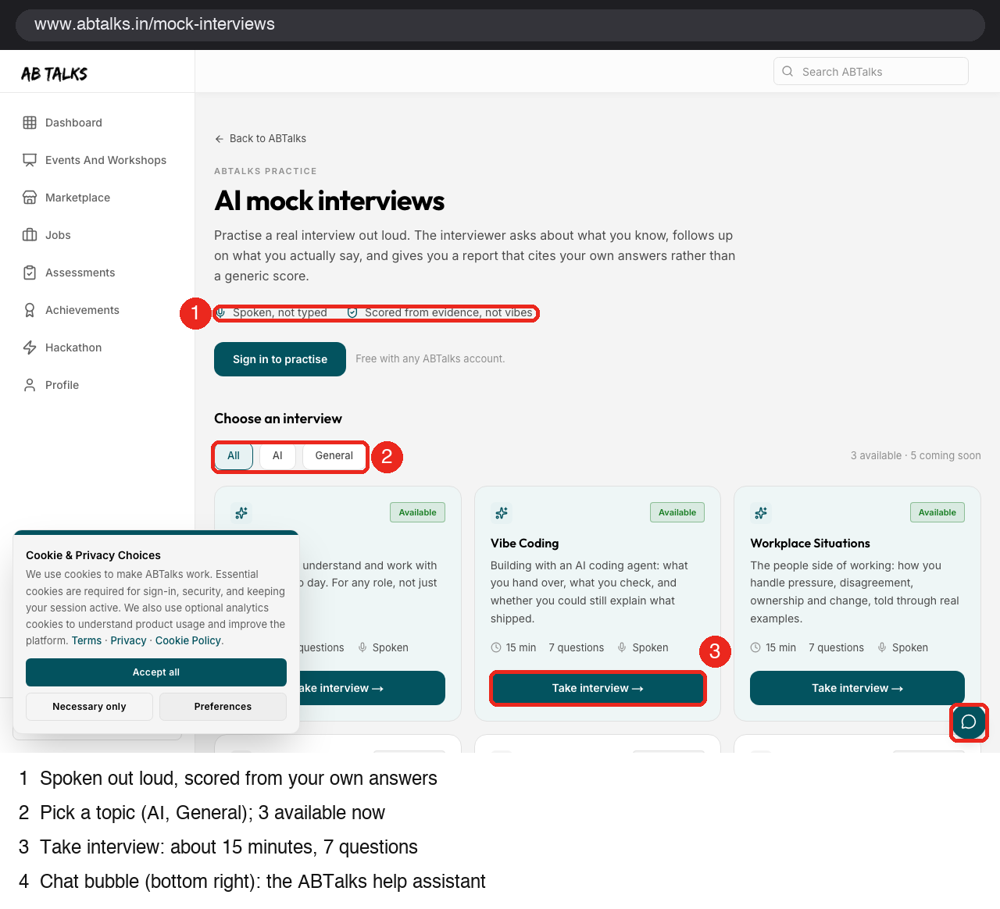 www.abtalks.in/mock-interviews
AB TALKS
Search ABTalks
Dashboard
Events And Workshops
Marketplace
Jobs
Assessments
Achievements
Hackathon
Profile
Back to ABTalks
ABTALKS PRACTICE
AI mock interviews
Practise a real interview out loud. The interviewer asks about what you know, follows up
on what you actually say, and gives you a report that cites your own answers rather than
a generic score.
1
Spoken, not typed
Scored from evidence, not vibes
Sign in to practise
Free with any ABTalks account.
Choose an interview
All
AI
General
2
3 available · 5 coming soon
Available
understand and work with
day. For any role, not just
questions
Spoken
Take interview →
Available
Vibe Coding
Building with an AI coding agent: what
you hand over, what you check, and
whether you could still explain what
shipped.
15 min
7 questions
Spoken
3
Take interview →
Available
Workplace Situations
The people side of working: how you
handle pressure, disagreement,
ownership and change, told through real
examples.
15 min
7 questions
Spoken
Take interview →
Cookie & Privacy Choices
We use cookies to make ABTalks work. Essential
cookies are required for sign-in, security, and keeping
your session active. We also use optional analytics
cookies to understand product usage and improve the
platform. Terms · Privacy · Cookie Policy.
Accept all
Necessary only
Preferences
1 Spoken out loud, scored from your own answers
2 Pick a topic (AI, General); 3 available now
3 Take interview: about 15 minutes, 7 questions
4 Chat bubble (bottom right): the ABTalks help assistant